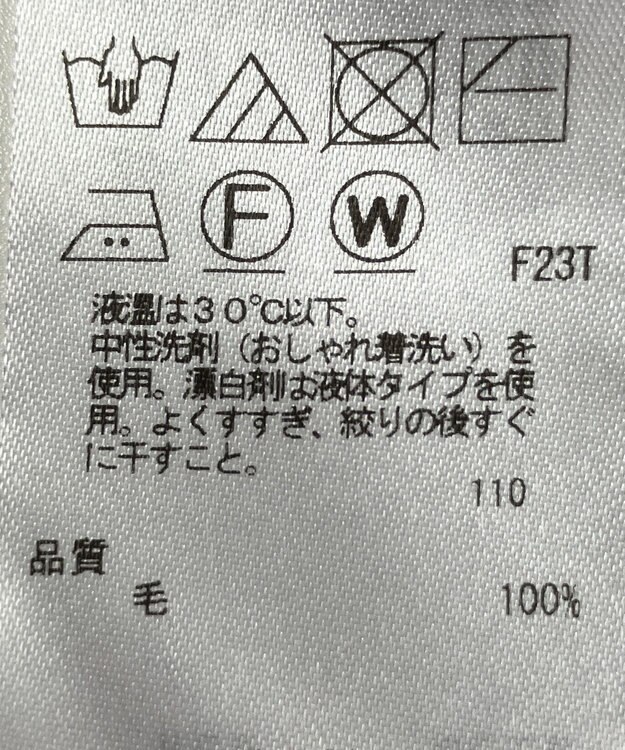 F W
F23T
液温は30℃以下。
中性洗剤(おしゃれ着洗い)を
使用。漂白剤は液体タイプを使
用。よくすすぎ、絞りの後すぐ
に干すこと。
110
品質
毛 100%